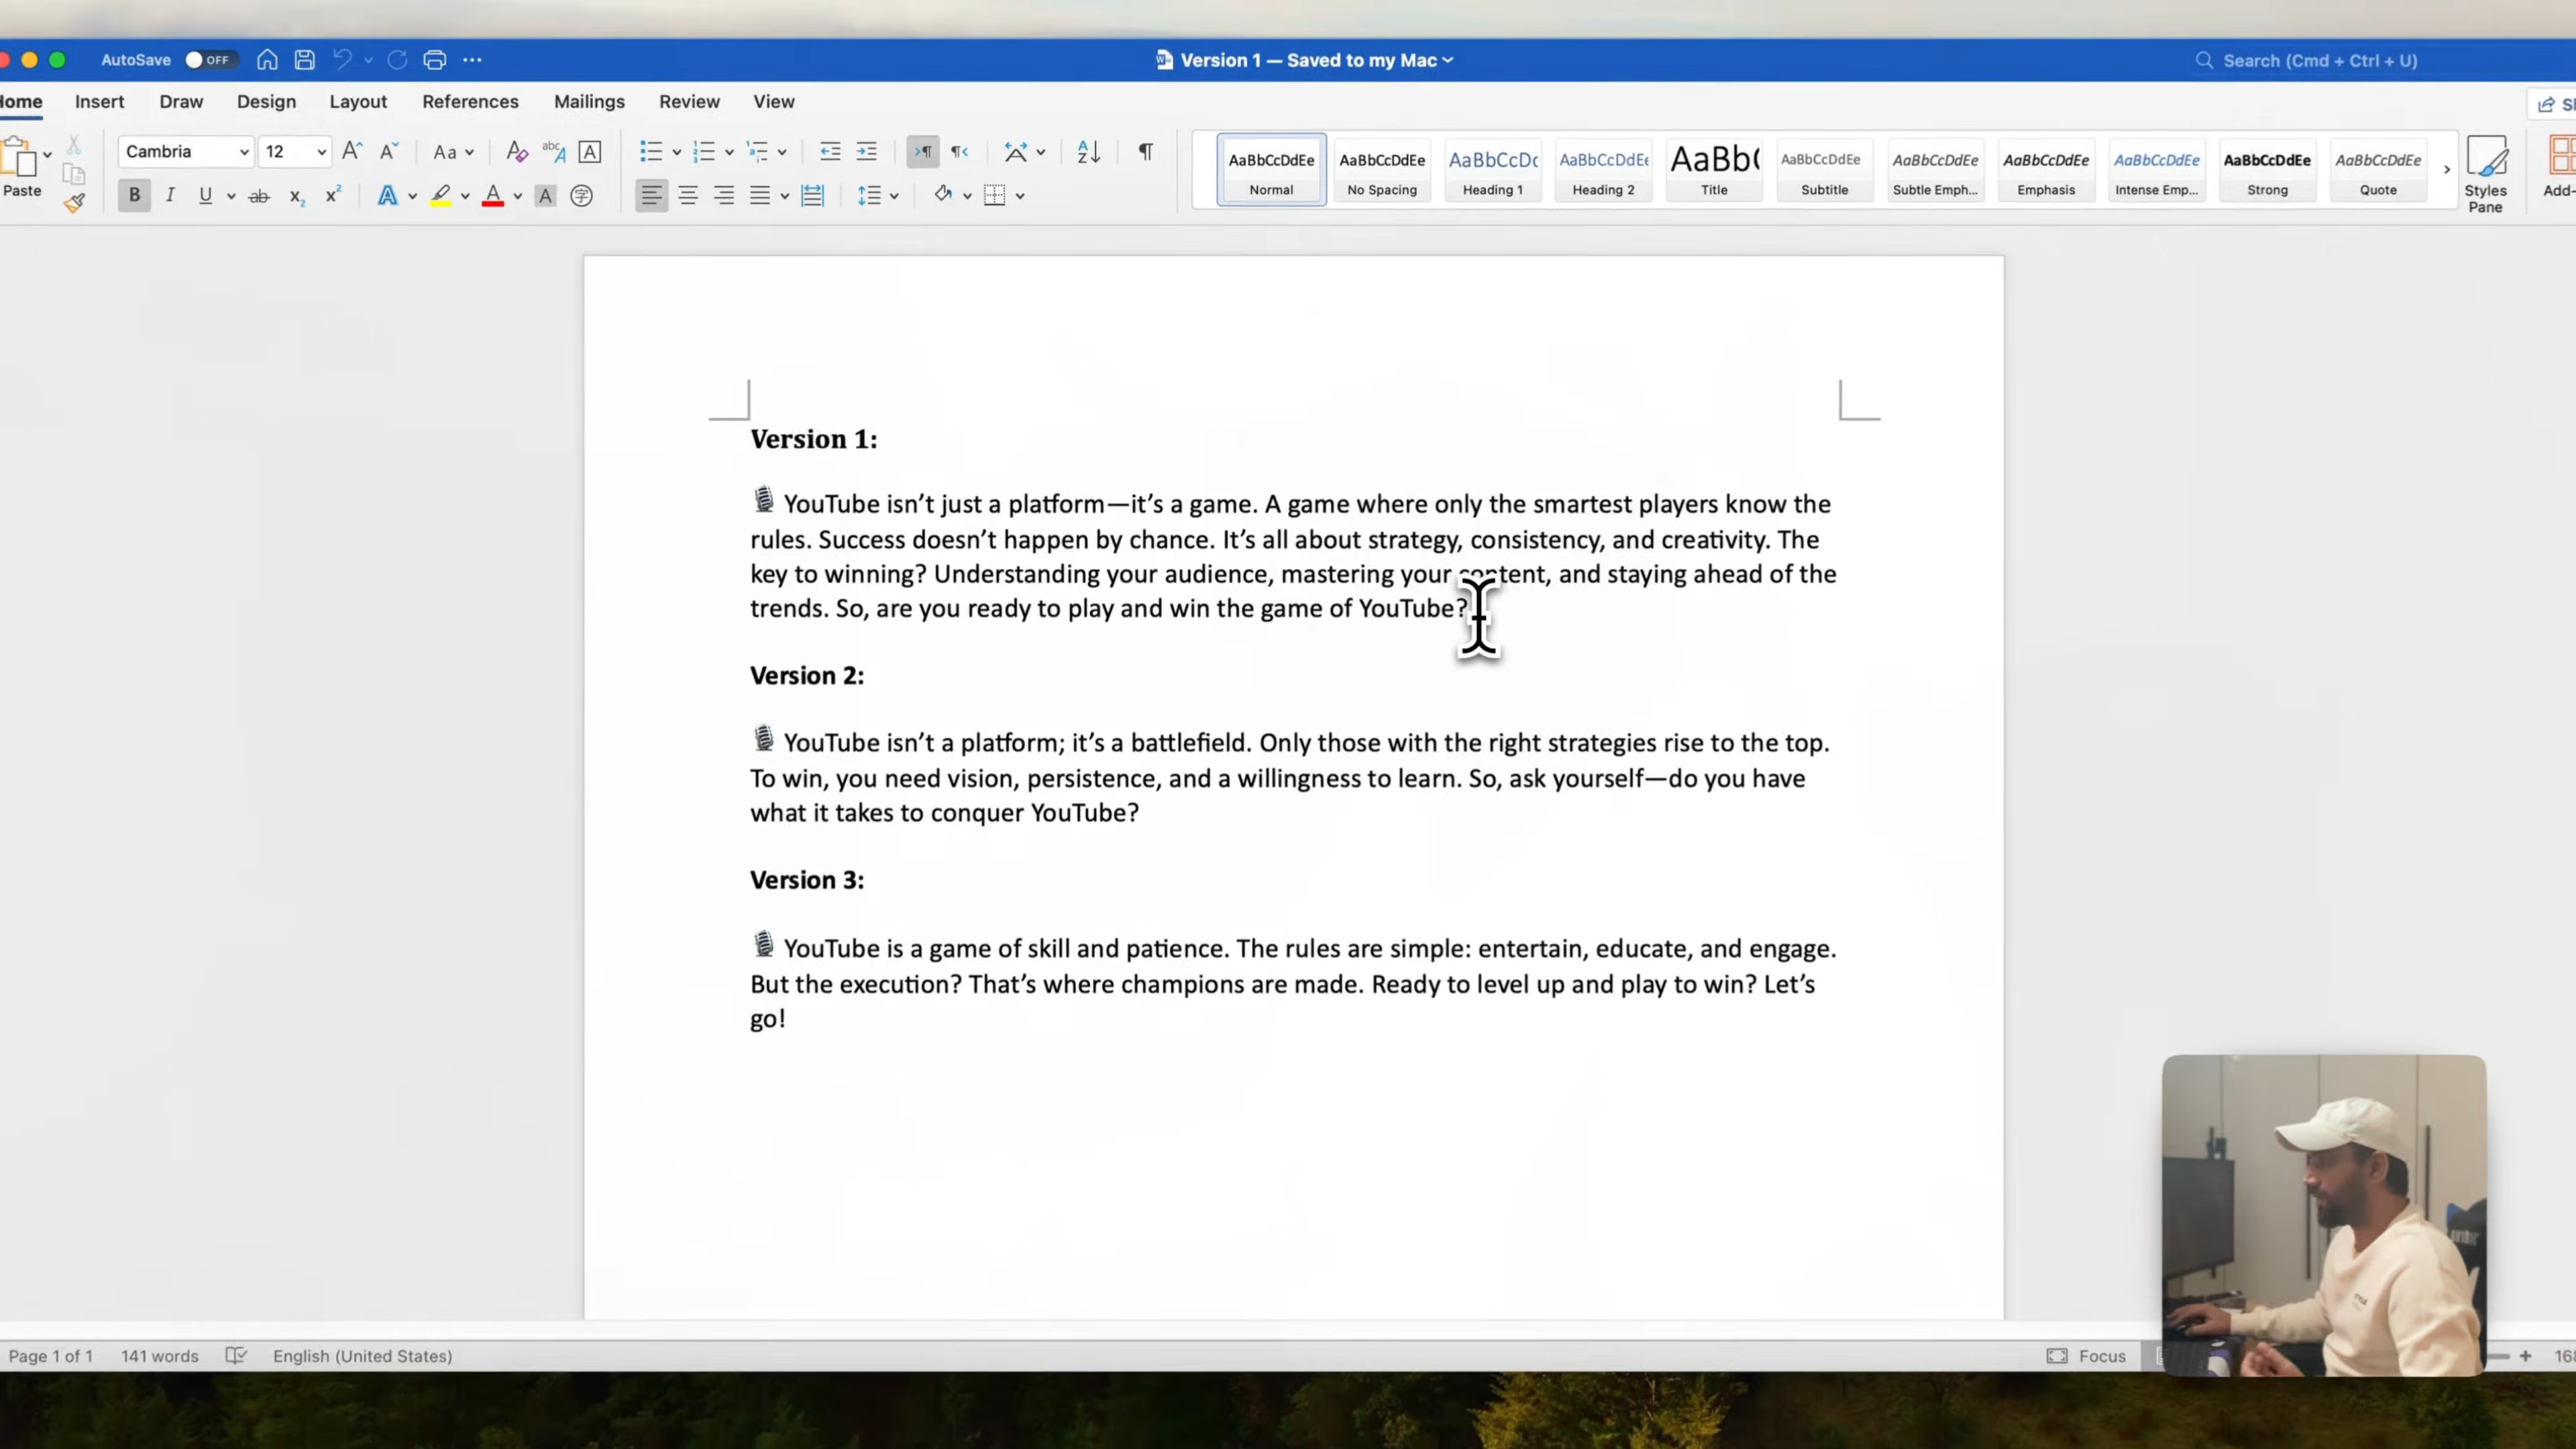 AutoSave OFF
Version 1 — Saved to my Mac
Search (Cmd + Ctrl + U)
Home Insert Draw Design Layout References Mailings Review View
Paste
Cambria 12
AaBbCcDdEe AaBbCcDdEe AaBbCcDc AaBbCcDdEe AaBb( AaBbCcDdEe AaBbCcDdEe AaBbCcDdEe AaBbCcDdEe AaBbCcDdEe AaBbCcDdEe
Normal No Spacing Heading 1 Heading 2 Title Subtitle Subtle Emph... Emphasis Intense Emp... Strong Quote
Styles
Pane
Add-
Version 1:
YouTube isn’t just a platform—it’s a game. A game where only the smartest players know the
rules. Success doesn’t happen by chance. It’s all about strategy, consistency, and creativity. The
key to winning? Understanding your audience, mastering your content, and staying ahead of the
trends. So, are you ready to play and win the game of YouTube?
Version 2:
YouTube isn’t a platform; it’s a battlefield. Only those with the right strategies rise to the top.
To win, you need vision, persistence, and a willingness to learn. So, ask yourself—do you have
what it takes to conquer YouTube?
Version 3:
YouTube is a game of skill and patience. The rules are simple: entertain, educate, and engage.
But the execution? That’s where champions are made. Ready to level up and play to win? Let’s
go!
Page 1 of 1 141 words English (United States)
Focus